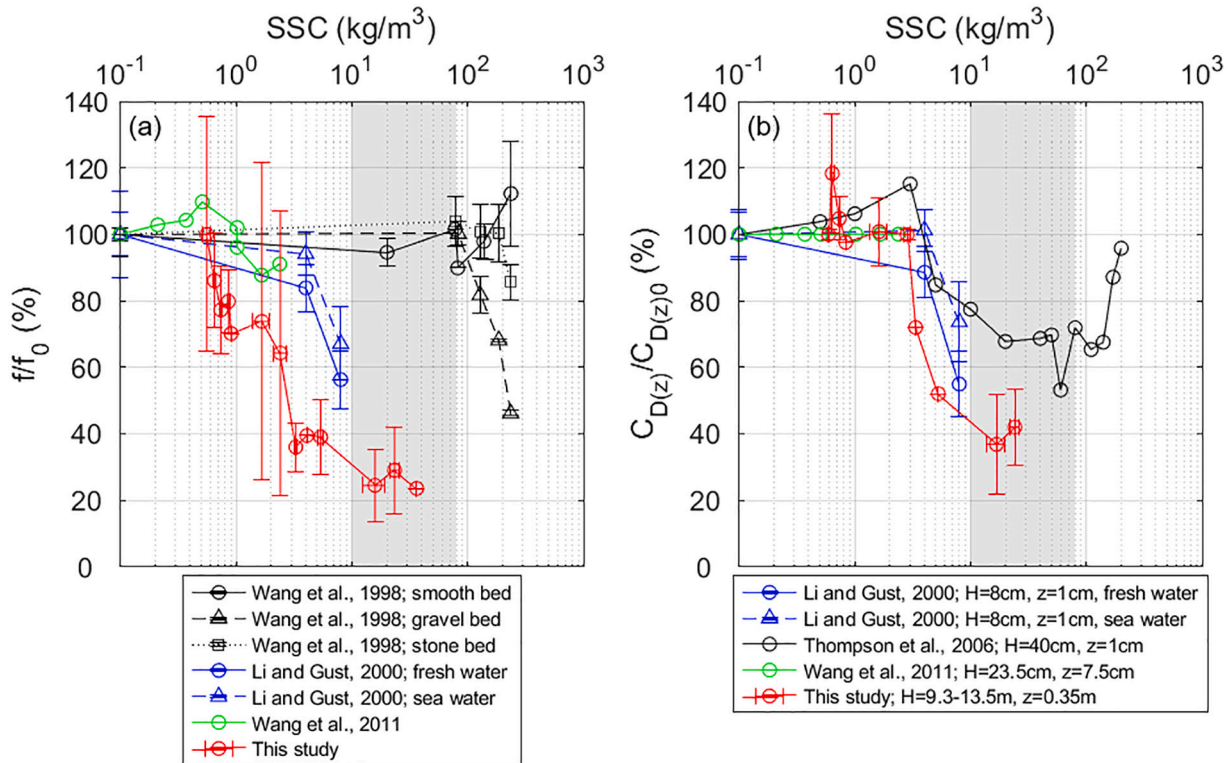 SSC (kg/m³)
10⁻¹ 10⁰ 10¹ 10² 10³
140
120
100
80
60
40
20
0
(a)
f/f₀ (%)
Wang et al., 1998; smooth bed
Wang et al., 1998; gravel bed
Wang et al., 1998; stone bed
Li and Gust, 2000; fresh water
Li and Gust, 2000; sea water
Wang et al., 2011
This study
SSC (kg/m³)
10⁻¹ 10⁰ 10¹ 10² 10³
140
120
100
80
60
40
20
0
(b)
C_D(z)/C_D(z)0 (%)
Li and Gust, 2000; H=8cm, z=1cm, fresh water
Li and Gust, 2000; H=8cm, z=1cm, sea water
Thompson et al., 2006; H=40cm, z=1cm
Wang et al., 2011; H=23.5cm, z=7.5cm
This study; H=9.3-13.5m, z=0.35m